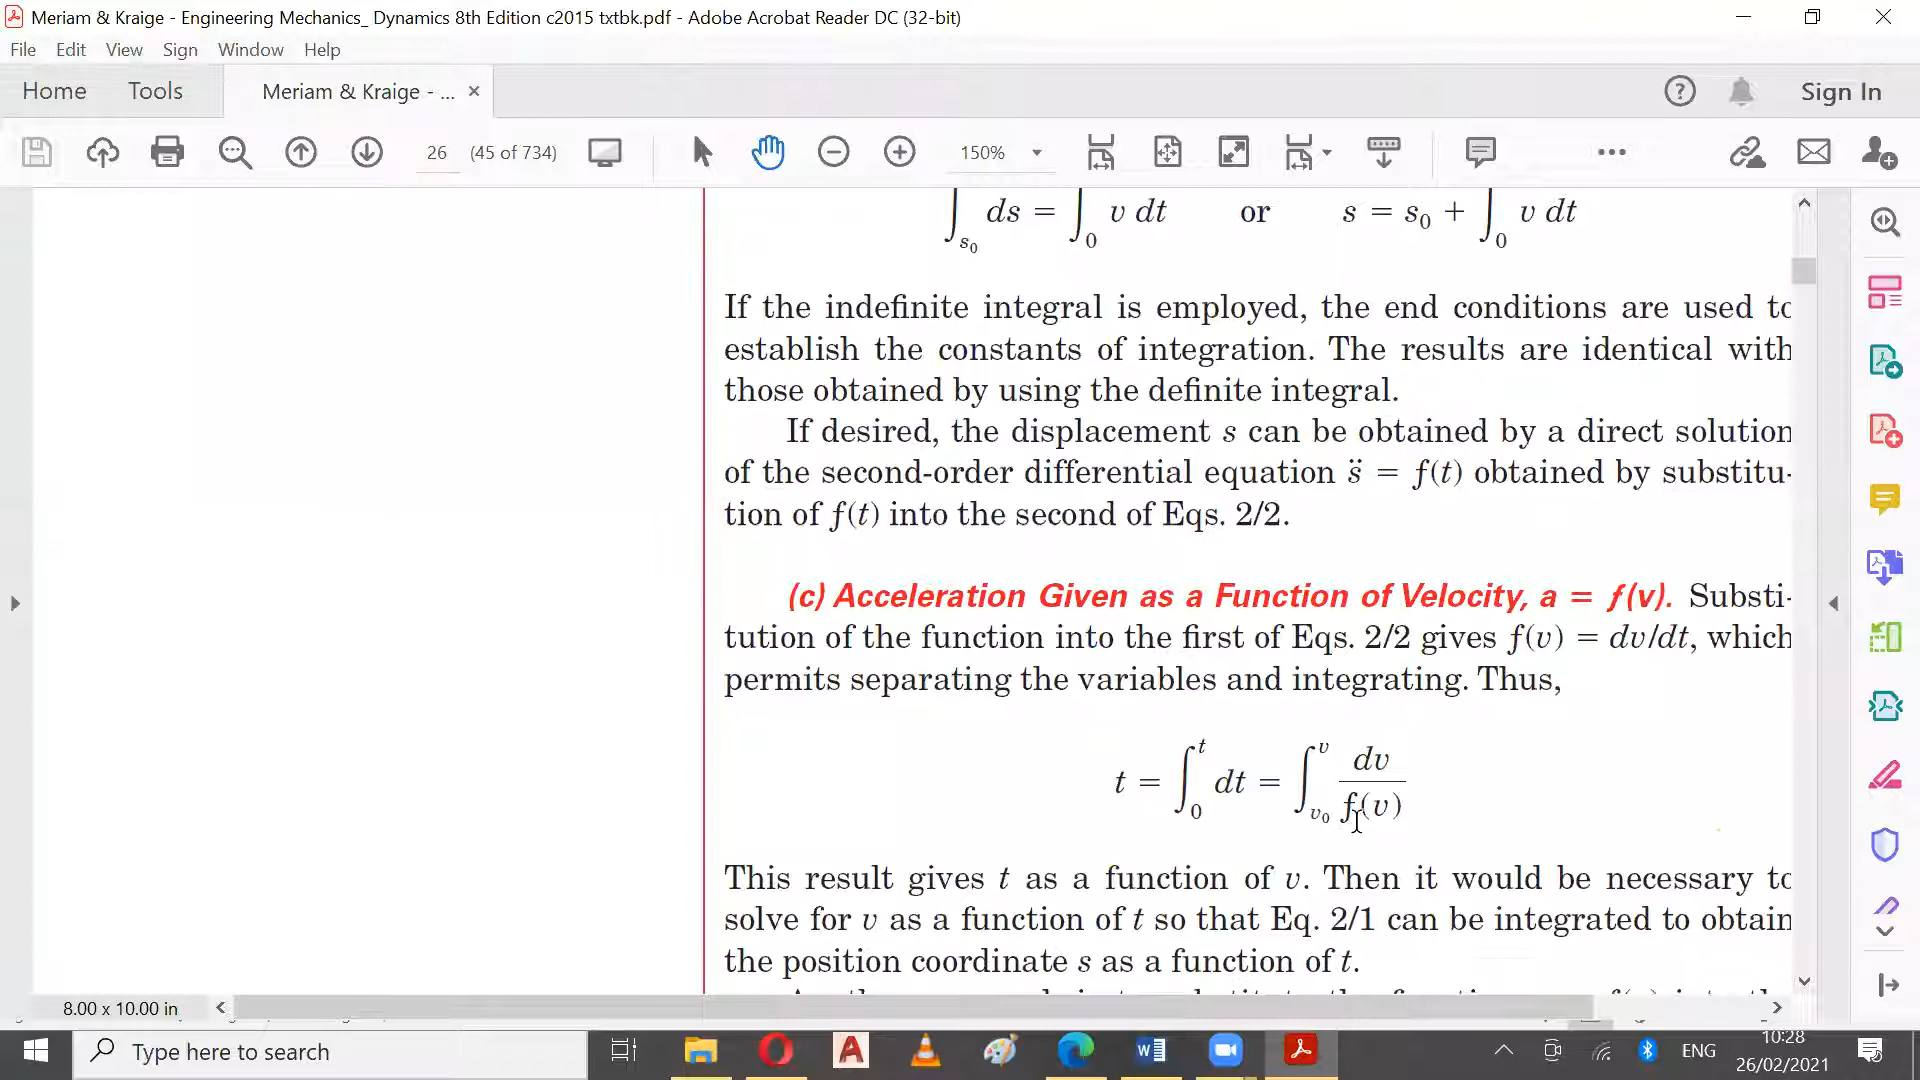 Meriam & Kraige - Engineering Mechanics_ Dynamics 8th Edition c2015 txtbk.pdf - Adobe Acrobat Reader DC (32-bit)
File Edit View Sign Window Help
Home Tools Meriam & Kraige - ... × Sign In
26 (45 of 734) 150%
∫s₀ ds = ∫0 v dt or s = s₀ + ∫0 v dt
If the indefinite integral is employed, the end conditions are used to
establish the constants of integration. The results are identical with
those obtained by using the definite integral.
If desired, the displacement s can be obtained by a direct solution
of the second-order differential equation s̈ = f(t) obtained by substitu-
tion of f(t) into the second of Eqs. 2/2.
(c) Acceleration Given as a Function of Velocity, a = f(v). Substi-
tution of the function into the first of Eqs. 2/2 gives f(v) = dv/dt, which
permits separating the variables and integrating. Thus,
t = ∫₀ᵗ dt = ∫v₀^v dv/f(v)
This result gives t as a function of v. Then it would be necessary to
solve for v as a function of t so that Eq. 2/1 can be integrated to obtain
the position coordinate s as a function of t.
8.00 x 10.00 in
Type here to search
ENG
10:28
26/02/2021